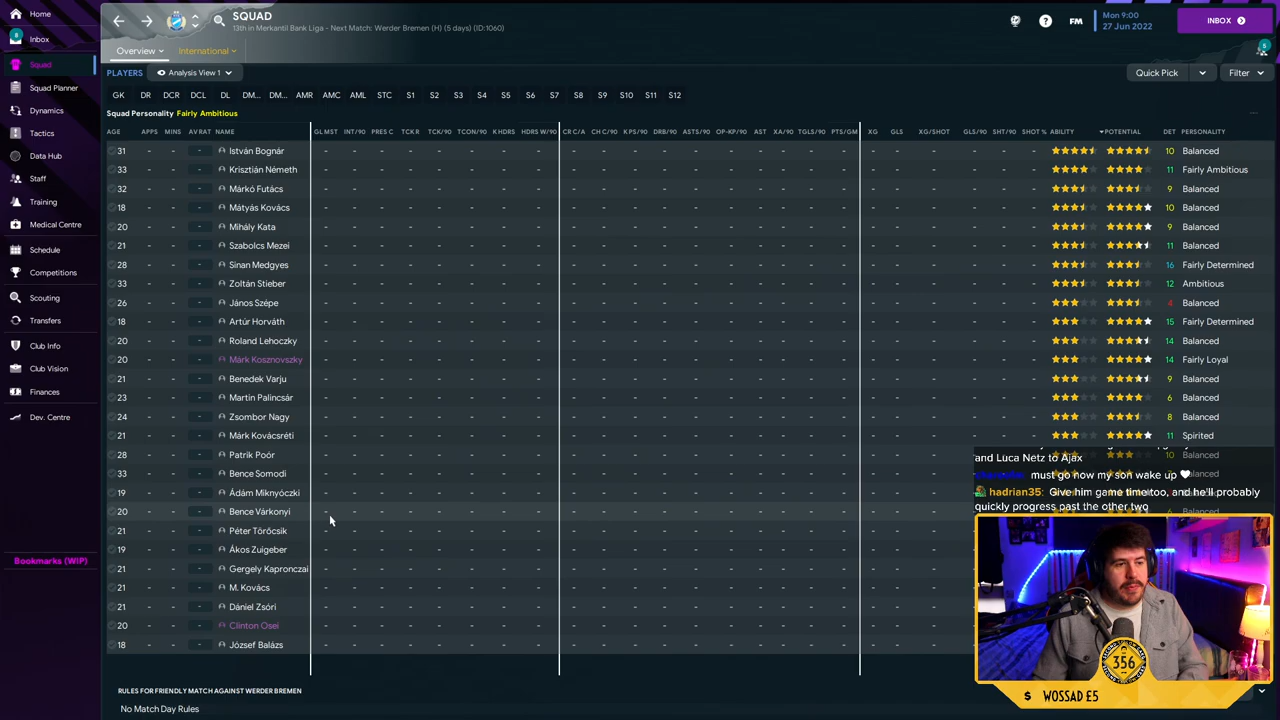 Home
SQUAD
13th in Merkantil Bank Liga - Next Match: Werder Bremen (H) (5 days) (ID:1060)
FM
Mon 9:00
27 Jun 2022
INBOX
8
Inbox
Squad
Squad Planner
Dynamics
Tactics
Data Hub
Staff
Training
Medical Centre
Schedule
Competitions
Scouting
Transfers
Club Info
Club Vision
Finances
Dev. Centre
Bookmarks (WIP)
Overview International
5
PLAYERS Analysis View 1 Quick Pick Filter
GK DR DCR DCL DL DM... DM... AMR AMC AML STC S1 S2 S3 S4 S5 S6 S7 S8 S9 S10 S11 S12
Squad Personality Fairly Ambitious
AGE APPS MINS AV RAT NAME GL MST INT/90 PRES C TCK R TCK/90 TCON/90 K HDRS HDRS W/90 CR C/A CH C/90 KPS/90 DRB/90 ASTS/90 OP-KP/90 AST XA/90 TGLS/90 PTS/GM XG GLS XG/SHOT GLS/90 SHT/90 SHOT % ABILITY POTENTIAL DET PERSONALITY
31 - - - István Bognár - - - - - - - - - - - - - - - - - - - - - - - - 10 Balanced
33 - - - Krisztián Németh - - - - - - - - - - - - - - - - - - - - - - - - 11 Fairly Ambitious
32 - - - Márkó Futács - - - - - - - - - - - - - - - - - - - - - - - - 9 Balanced
18 - - - Mátyás Kovács - - - - - - - - - - - - - - - - - - - - - - - - 10 Balanced
20 - - - Mihály Kata - - - - - - - - - - - - - - - - - - - - - - - - 9 Balanced
21 - - - Szabolcs Mezei - - - - - - - - - - - - - - - - - - - - - - - - 11 Balanced
28 - - - Sinan Medgyes - - - - - - - - - - - - - - - - - - - - - - - - 16 Fairly Determined
33 - - - Zoltán Stieber - - - - - - - - - - - - - - - - - - - - - - - - 12 Ambitious
26 - - - János Szépe - - - - - - - - - - - - - - - - - - - - - - - - 4 Balanced
18 - - - Artúr Horváth - - - - - - - - - - - - - - - - - - - - - - - - 15 Fairly Determined
20 - - - Roland Lehoczky - - - - - - - - - - - - - - - - - - - - - - - - 14 Balanced
20 - - - Márk Kosznovszky - - - - - - - - - - - - - - - - - - - - - - - - 14 Fairly Loyal
21 - - - Benedek Varju - - - - - - - - - - - - - - - - - - - - - - - - 9 Balanced
23 - - - Martin Palincsár - - - - - - - - - - - - - - - - - - - - - - - - 6 Balanced
24 - - - Zsombor Nagy - - - - - - - - - - - - - - - - - - - - - - - - 8 Balanced
21 - - - Márk Kovácsréti - - - - - - - - - - - - - - - - - - - - - - - - 11 Spirited
28 - - - Patrik Poór - - - - - - - - - - - - - - - - - - - - - 10 Balanced
33 - - - Bence Somodi - - - - - - - - - - - - - - - - - - - - - Balanced
19 - - - Ádám Miknyóczki - - - - - - - - - - - - - - - - - - - - -
20 - - - Bence Várkonyi - - - - - - - - - - - - - - - - - - - - - 6 Balanced
21 - - - Péter Törőcsik - - - - - - - - - - - - - - - - - - - - -
19 - - - Ákos Zuigeber - - - - - - - - - - - - - - - - - - - - -
21 - - - Gergely Kapronczai - - - - - - - - - - - - - - - - - - - - -
21 - - - M. Kovács - - - - - - - - - - - - - - - - - - - - -
21 - - - Dániel Zsóri - - - - - - - - - - - - - - - - - - - - -
20 - - - Clinton Osei - - - - - - - - - - - - - - - - - - - - -
18 - - - József Balázs - - - - - - - - - - - - - - - - - - - - -
and Luca Netz to Ajax
must go now my son wake up
hadrian35: Give him game time too, and he'll probably
quickly progress past the other two
356
$ WOSSAD £5
RULES FOR FRIENDLY MATCH AGAINST WERDER BREMEN
No Match Day Rules